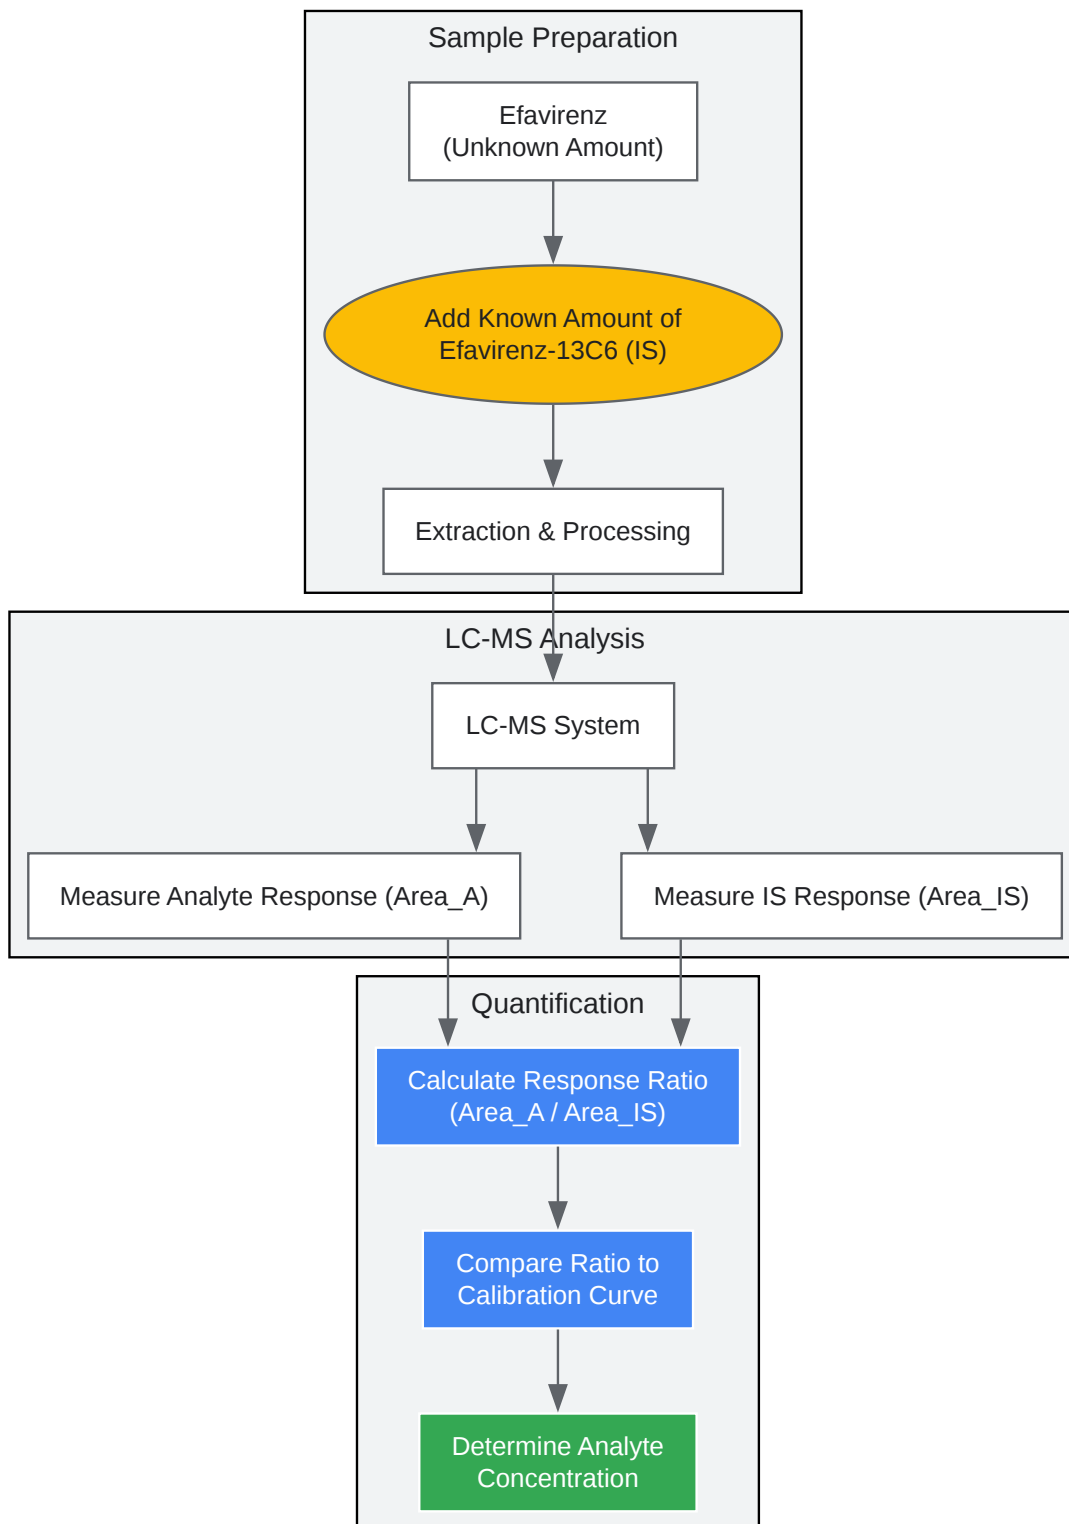 Sample Preparation
Efavirenz
(Unknown Amount)
Add Known Amount of
Efavirenz-13C6 (IS)
Extraction & Processing
LC-MS Analysis
LC-MS System
Measure Analyte Response (Area_A)
Measure IS Response (Area_IS)
Quantification
Calculate Response Ratio
(Area_A / Area_IS)
Compare Ratio to
Calibration Curve
Determine Analyte
Concentration